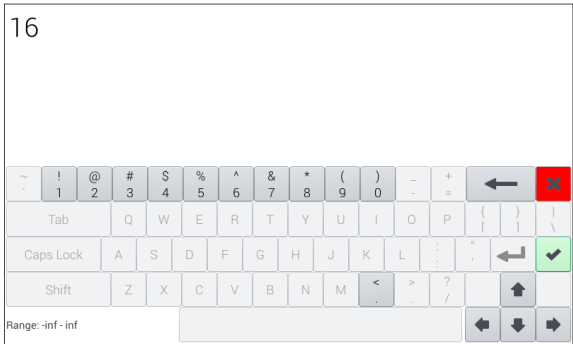 16
~ ! @ # $ % ^ & * ( ) _ +
` 1 2 3 4 5 6 7 8 9 0 - =
Tab Q W E R T Y U I O P { } |
[ ] \
Caps Lock A S D F G H J K L : "
; '
Shift Z X C V B N M < > ?
. . /
Range: -inf - inf